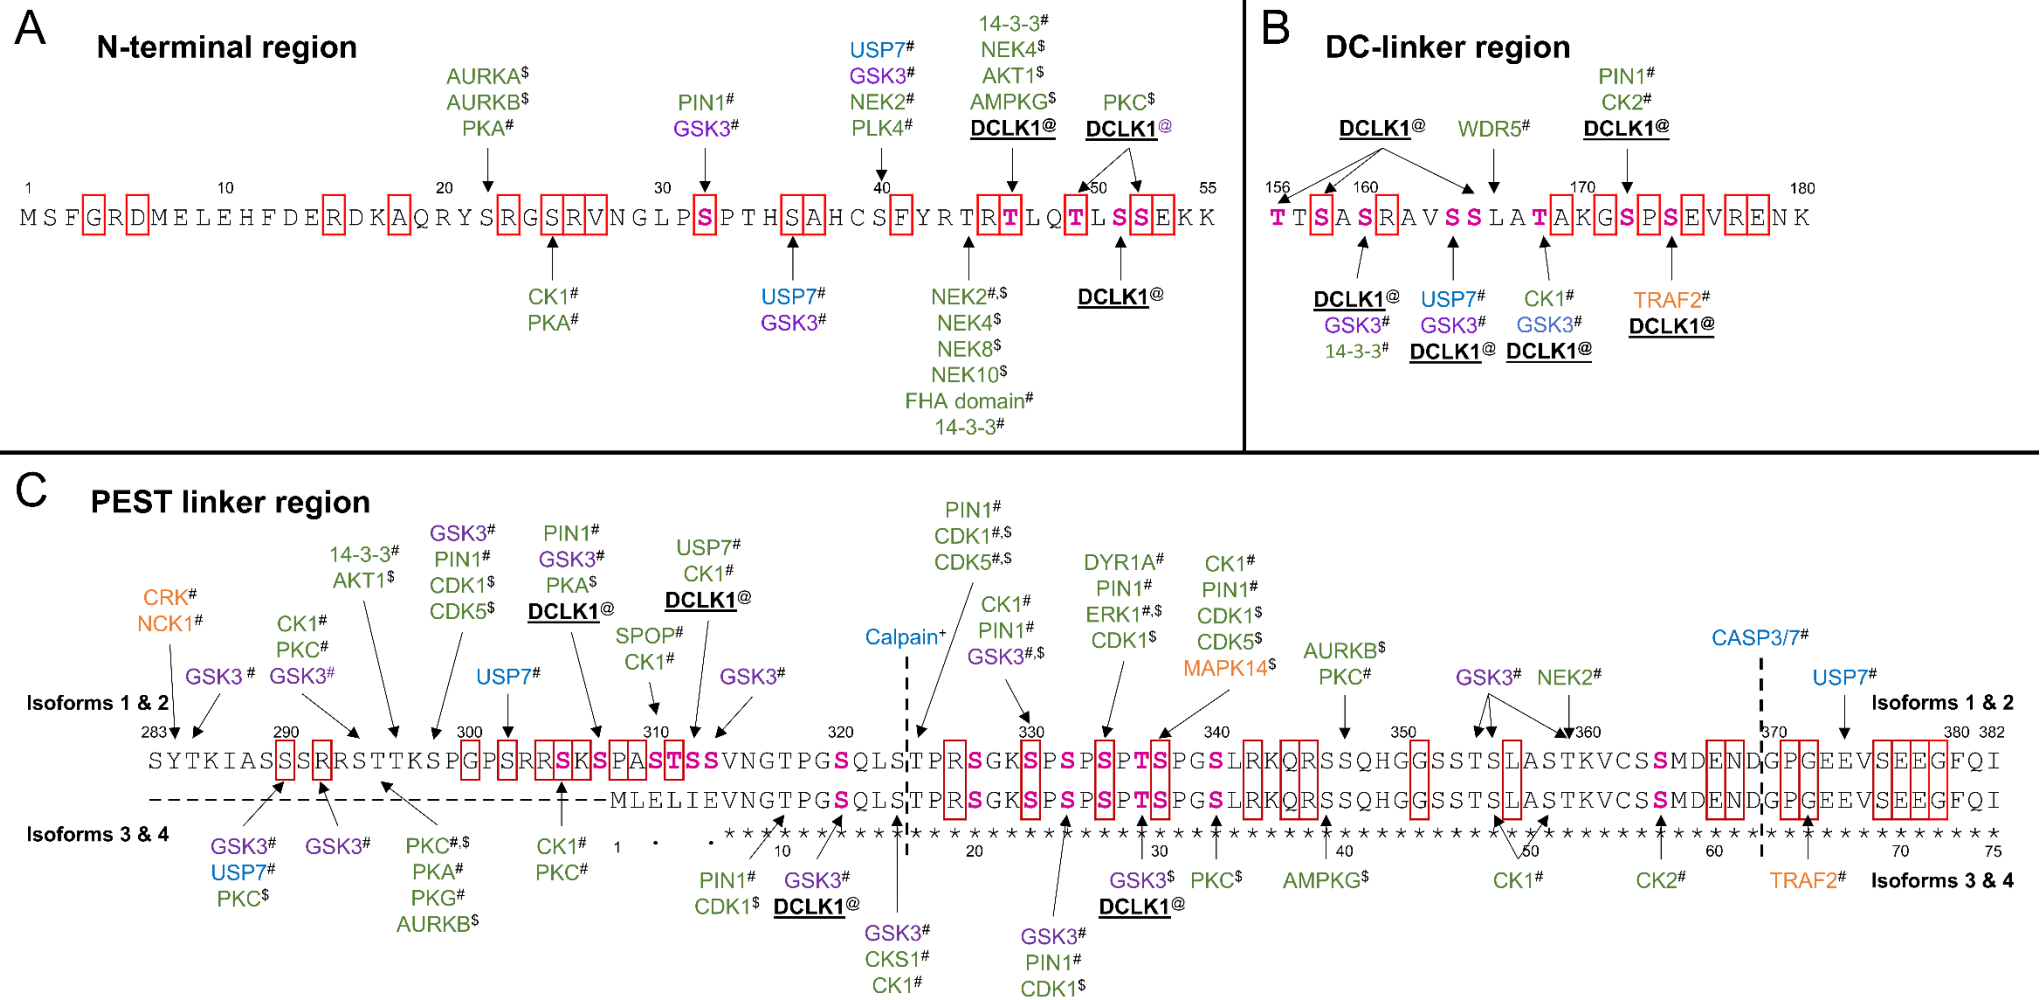 A
N-terminal region
AURKA$
AURKB$
PKA#
PIN1#
GSK3#
USP7#
GSK3#
NEK2#
PLK4#
14-3-3#
NEK4$
AKT1$
AMPKG$
DCLK1@
PKC$
DCLK1@
1 10 20 30 40 50 55
MSFGRDMELEHFDERDKAQRYSRGSRVNGLPSPTHSAHCSFYRTRTLQTLSSEKK
CK1#
PKA#
USP7#
GSK3#
NEK2#,$
NEK4$
NEK8$
NEK10$
FHA domain#
14-3-3#
DCLK1@
B
DC-linker region
DCLK1@
WDR5#
PIN1#
CK2#
DCLK1@
156 160 170 180
TTSASRAVSSLATAKGSPSEVRENK
DCLK1@
GSK3#
14-3-3#
USP7#
GSK3#
DCLK1@
CK1#
GSK3#
DCLK1@
TRAF2#
DCLK1@
C
PEST linker region
CRK#
NCK1#
GSK3#
CK1#
PKC#
GSK3#
14-3-3#
AKT1$
GSK3#
PIN1#
CDK1$
CDK5$
USP7#
PIN1#
GSK3#
PKA$
DCLK1@
SPOP#
CK1#
USP7#
CK1#
DCLK1@
GSK3#
Calpain+
PIN1#
CDK1#,$
CDK5#,$
CK1#
PIN1#
GSK3#,$
DYR1A#
PIN1#
ERK1#,$
CDK1$
CK1#
PIN1#
CDK1$
CDK5$
MAPK14$
AURKB$
PKC#
GSK3#
NEK2#
CASP3/7#
USP7#
Isoforms 1 & 2
Isoforms 1 & 2
283 290 300 310 320 330 340 350 360 370 380 382
SYTKIASSSRRSTTKSPGPSRRSKSPASTSSVNGTPGSQLSTPRSGKSPSPSPTSPGSLRKQRSSQHGGSSTSLASTKVCSSMDENDGPGEEVSEEGFQI
-------------------------MLELIEVNGTPGSQLSTPRSGKSPSPSPTSPGSLRKQRSSQHGGSSTSLASTKVCSSMDENDGPGEEVSEEGFQI
* * * * * * * * * * * * * * * * * * * * * * * * * * * * * * * * * * * * * * * * * * * * * * * * * * * * * * * * * * * * * * * * * * * * *
Isoforms 3 & 4
1 . . 10 20 30 40 50 60 70 75
Isoforms 3 & 4
GSK3#
USP7#
PKC$
GSK3#
PKC#,$
PKA#
PKG#
AURKB$
CK1#
PKC#
PIN1#
CDK1$
GSK3#
DCLK1@
GSK3#
CKS1#
CK1#
GSK3#
PIN1#
CDK1$
GSK3$
DCLK1@
PKC$
AMPKG$
CK1#
CK2#
TRAF2#